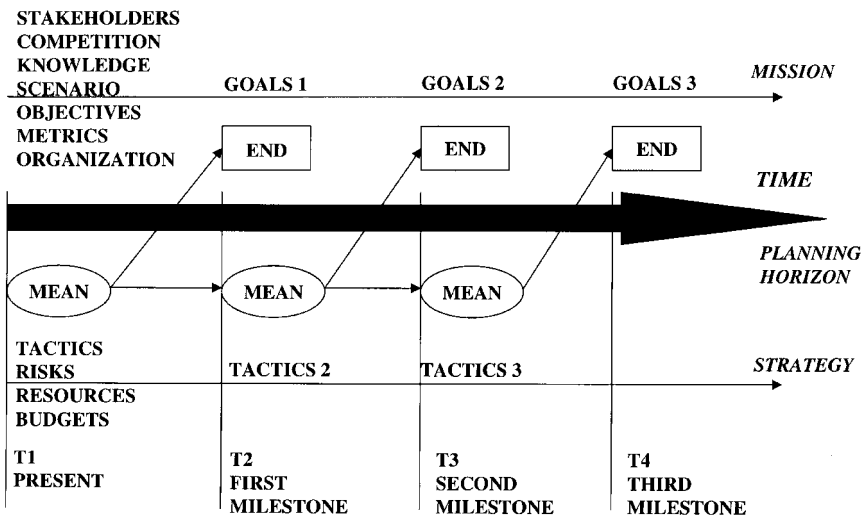 STAKEHOLDERS
COMPETITION
KNOWLEDGE
SCENARIO
OBJECTIVES
METRICS
ORGANIZATION
GOALS 1
GOALS 2
GOALS 3
MISSION
END
END
END
TIME
PLANNING
HORIZON
MEAN
MEAN
MEAN
TACTICS
RISKS
RESOURCES
BUDGETS
TACTICS 2
TACTICS 3
STRATEGY
T1
PRESENT
T2
FIRST
MILESTONE
T3
SECOND
MILESTONE
T4
THIRD
MILESTONE